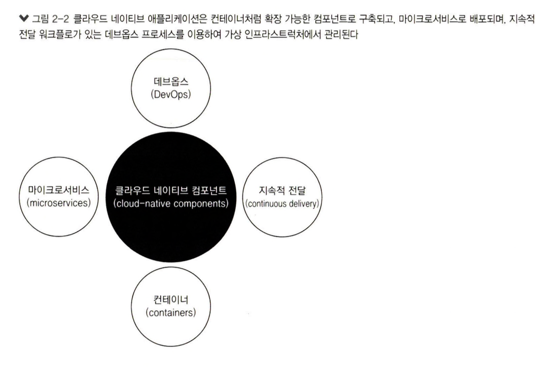 그림 2-2 클라우드 네이티브 애플리케이션은 컨테이너처럼 확장 가능한 컴포넌트로 구축되고, 마이크로서비스로 배포되며, 지속적
전달 워크플로가 있는 데브옵스 프로세스를 이용하여 가상 인프라스트럭처에서 관리된다
데브옵스
(DevOps)
마이크로서비스
(microservices)
클라우드 네이티브 컴포넌트
(cloud-native components)
지속적 전달
(continuous delivery)
컨테이너
(containers)